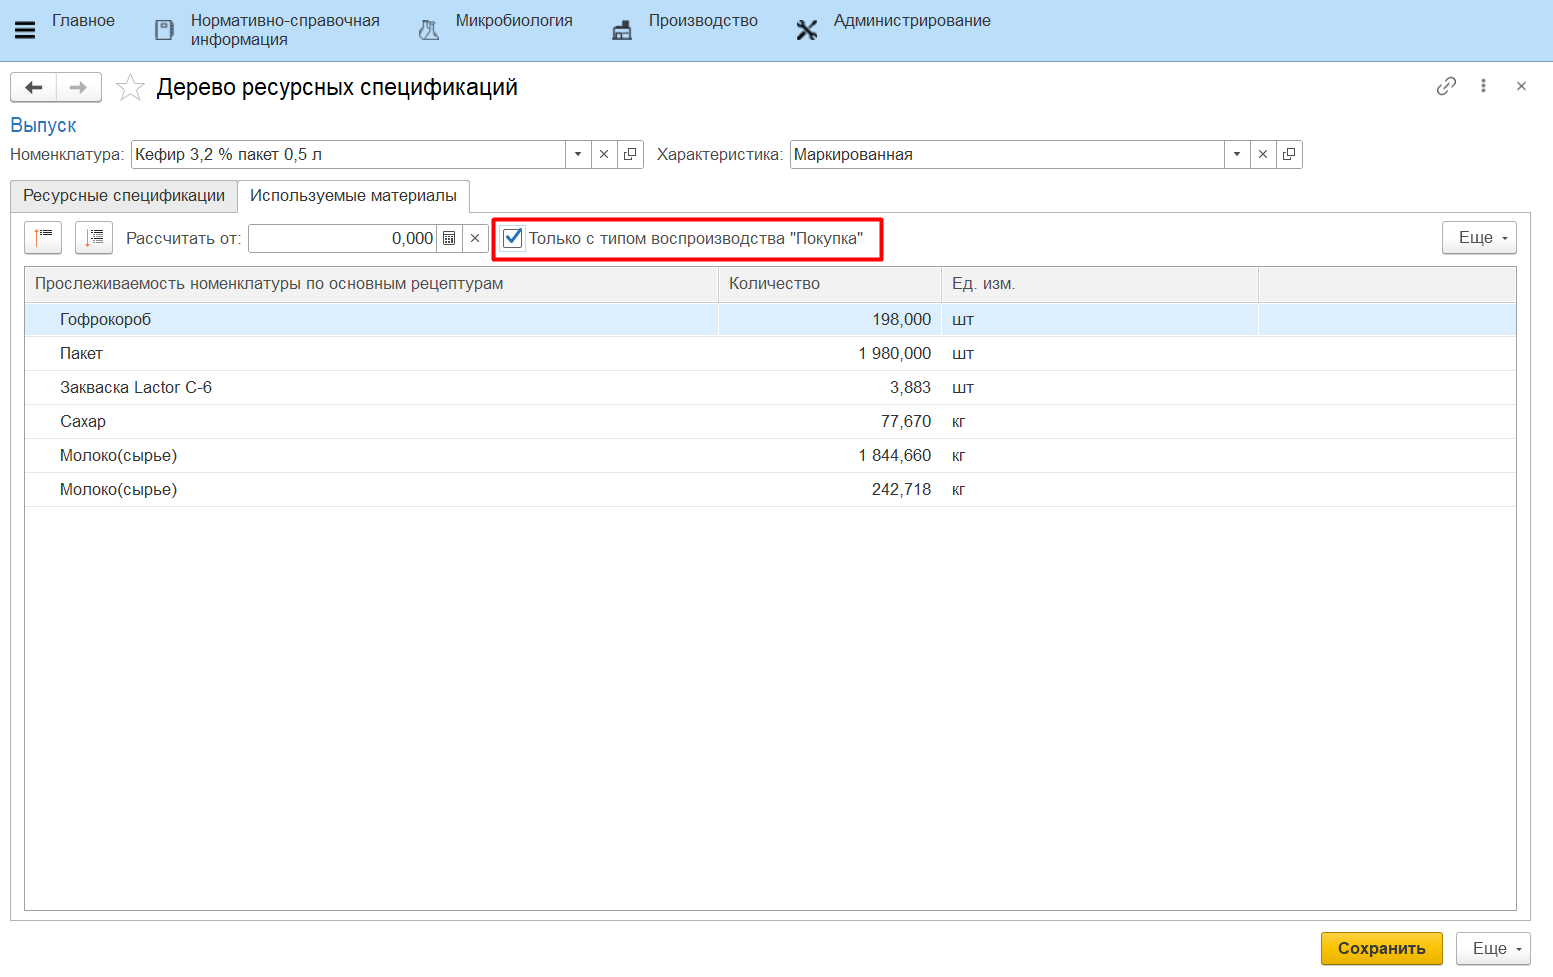 Главное
Нормативно-справочная
информация
Микробиология
Производство
Администрирование
Дерево ресурсных спецификаций
Выпуск
Номенклатура: Кефир 3,2 % пакет 0,5 л Характеристика: Маркированная
Ресурсные спецификации Используемые материалы
Рассчитать от: 0,000 Только с типом воспроизводства "Покупка" Еще
Прослеживаемость номенклатуры по основным рецептурам Количество Ед. изм.
Гофрокороб 198,000 шт
Пакет 1 980,000 шт
Закваска Lactor C-6 3,883 шт
Сахар 77,670 кг
Молоко(сырье) 1 844,660 кг
Молоко(сырье) 242,718 кг
Сохранить Еще